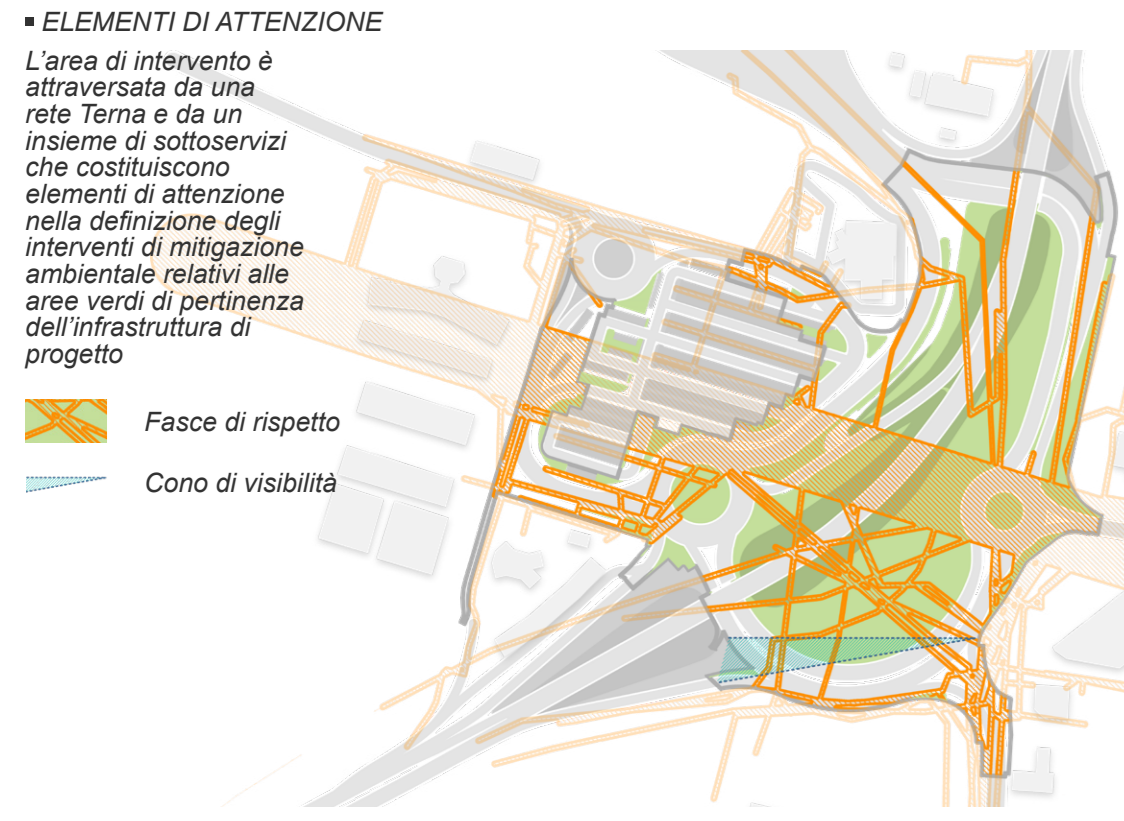 ELEMENTI DI ATTENZIONE
L’area di intervento è
attraversata da una
rete Terna e da un
insieme di sottoservizi
che costituiscono
elementi di attenzione
nella definizione degli
interventi di mitigazione
ambientale relativi alle
aree verdi di pertinenza
dell’infrastruttura di
progetto
Fasce di rispetto
Cono di visibilità